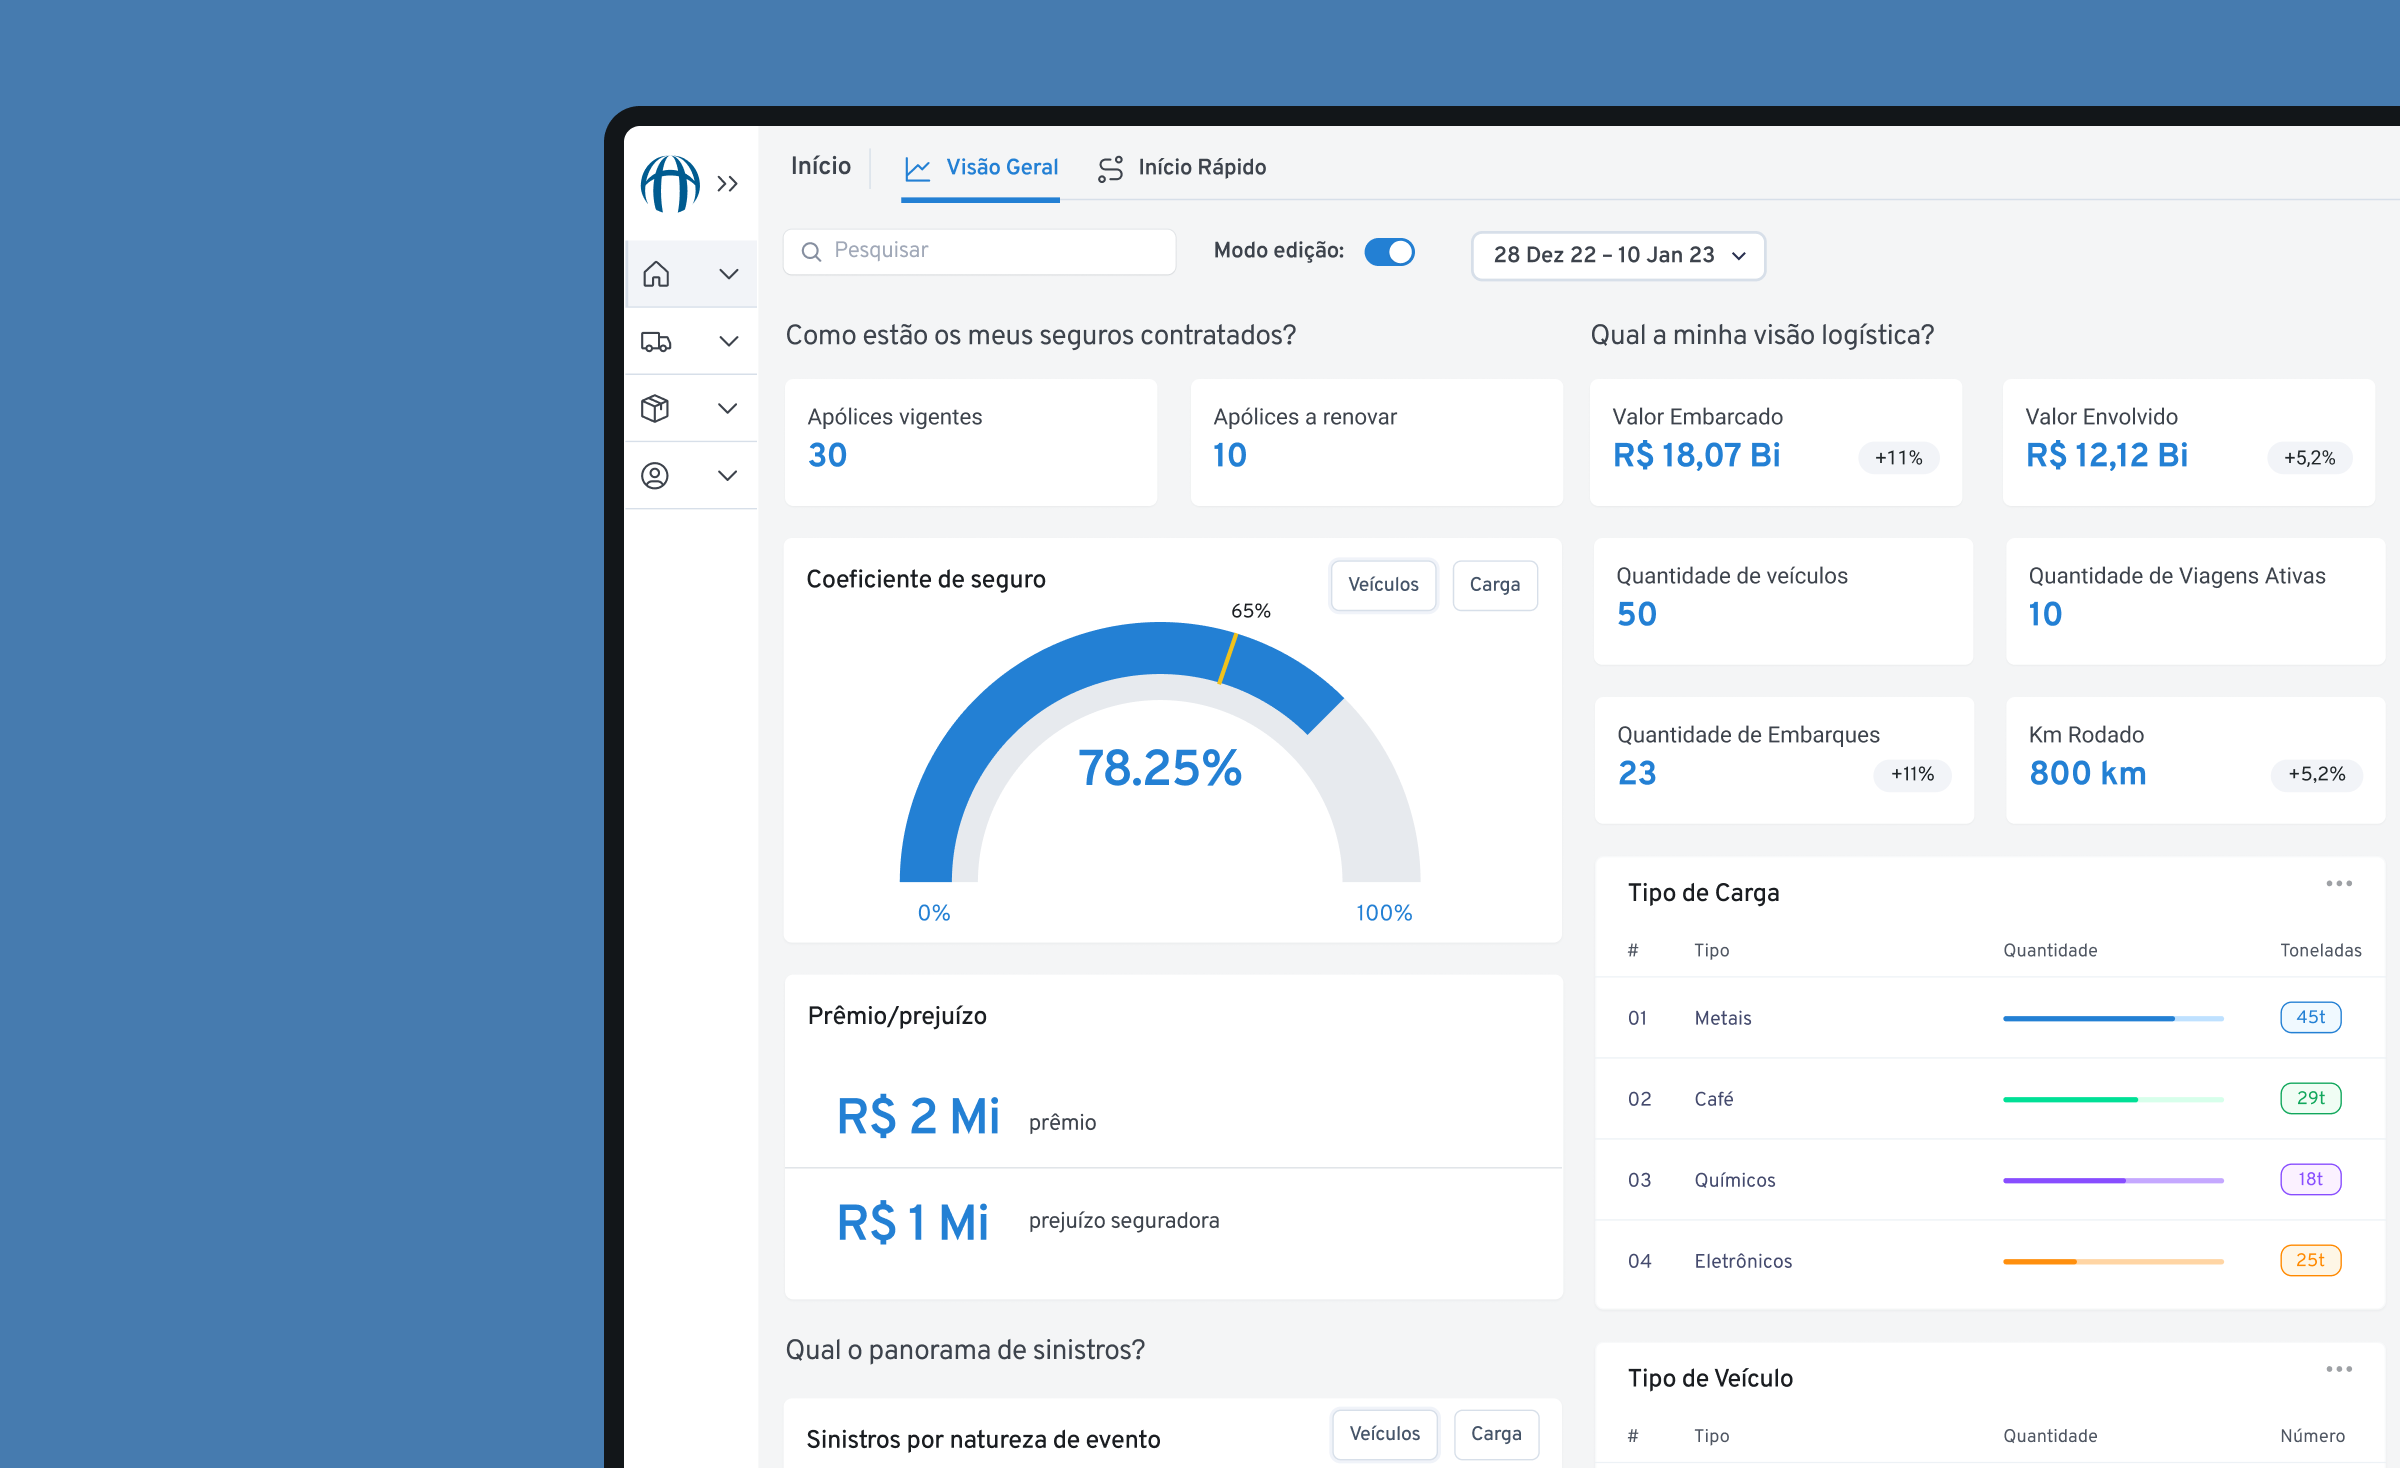 Início
Visão Geral
Início Rápido
Pesquisar
Modo edição:
28 Dez 22 – 10 Jan 23
Como estão os meus seguros contratados?
Apólices vigentes
30
Apólices a renovar
10
Coeficiente de seguro
Veículos
Carga
65%
78.25%
0%
100%
Prêmio/prejuízo
R$ 2 Mi prêmio
R$ 1 Mi prejuízo seguradora
Qual o panorama de sinistros?
Sinistros por natureza de evento
Veículos
Carga
Qual a minha visão logística?
Valor Embarcado
R$ 18,07 Bi
+11%
Valor Envolvido
R$ 12,12 Bi
+5,2%
Quantidade de veículos
50
Quantidade de Viagens Ativas
10
Quantidade de Embarques
23
+11%
Km Rodado
800 km
+5,2%
Tipo de Carga
# Tipo Quantidade Toneladas
01 Metais 45t
02 Café 29t
03 Químicos 18t
04 Eletrônicos 25t
Tipo de Veículo
# Tipo Quantidade Número